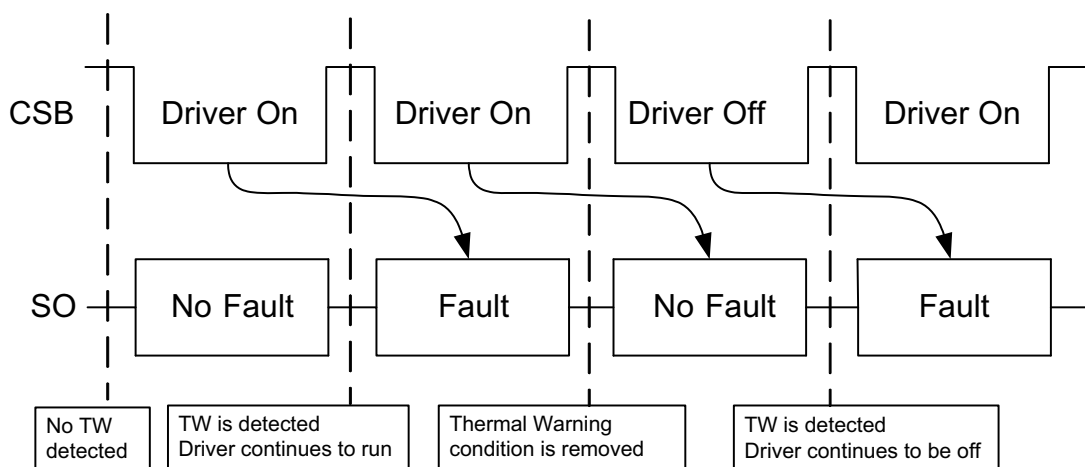 CSB
Driver On
Driver On
Driver Off
Driver On
SO
No Fault
Fault
No Fault
Fault
No TW
detected
TW is detected
Driver continues to run
Thermal Warning
condition is removed
TW is detected
Driver continues to be off